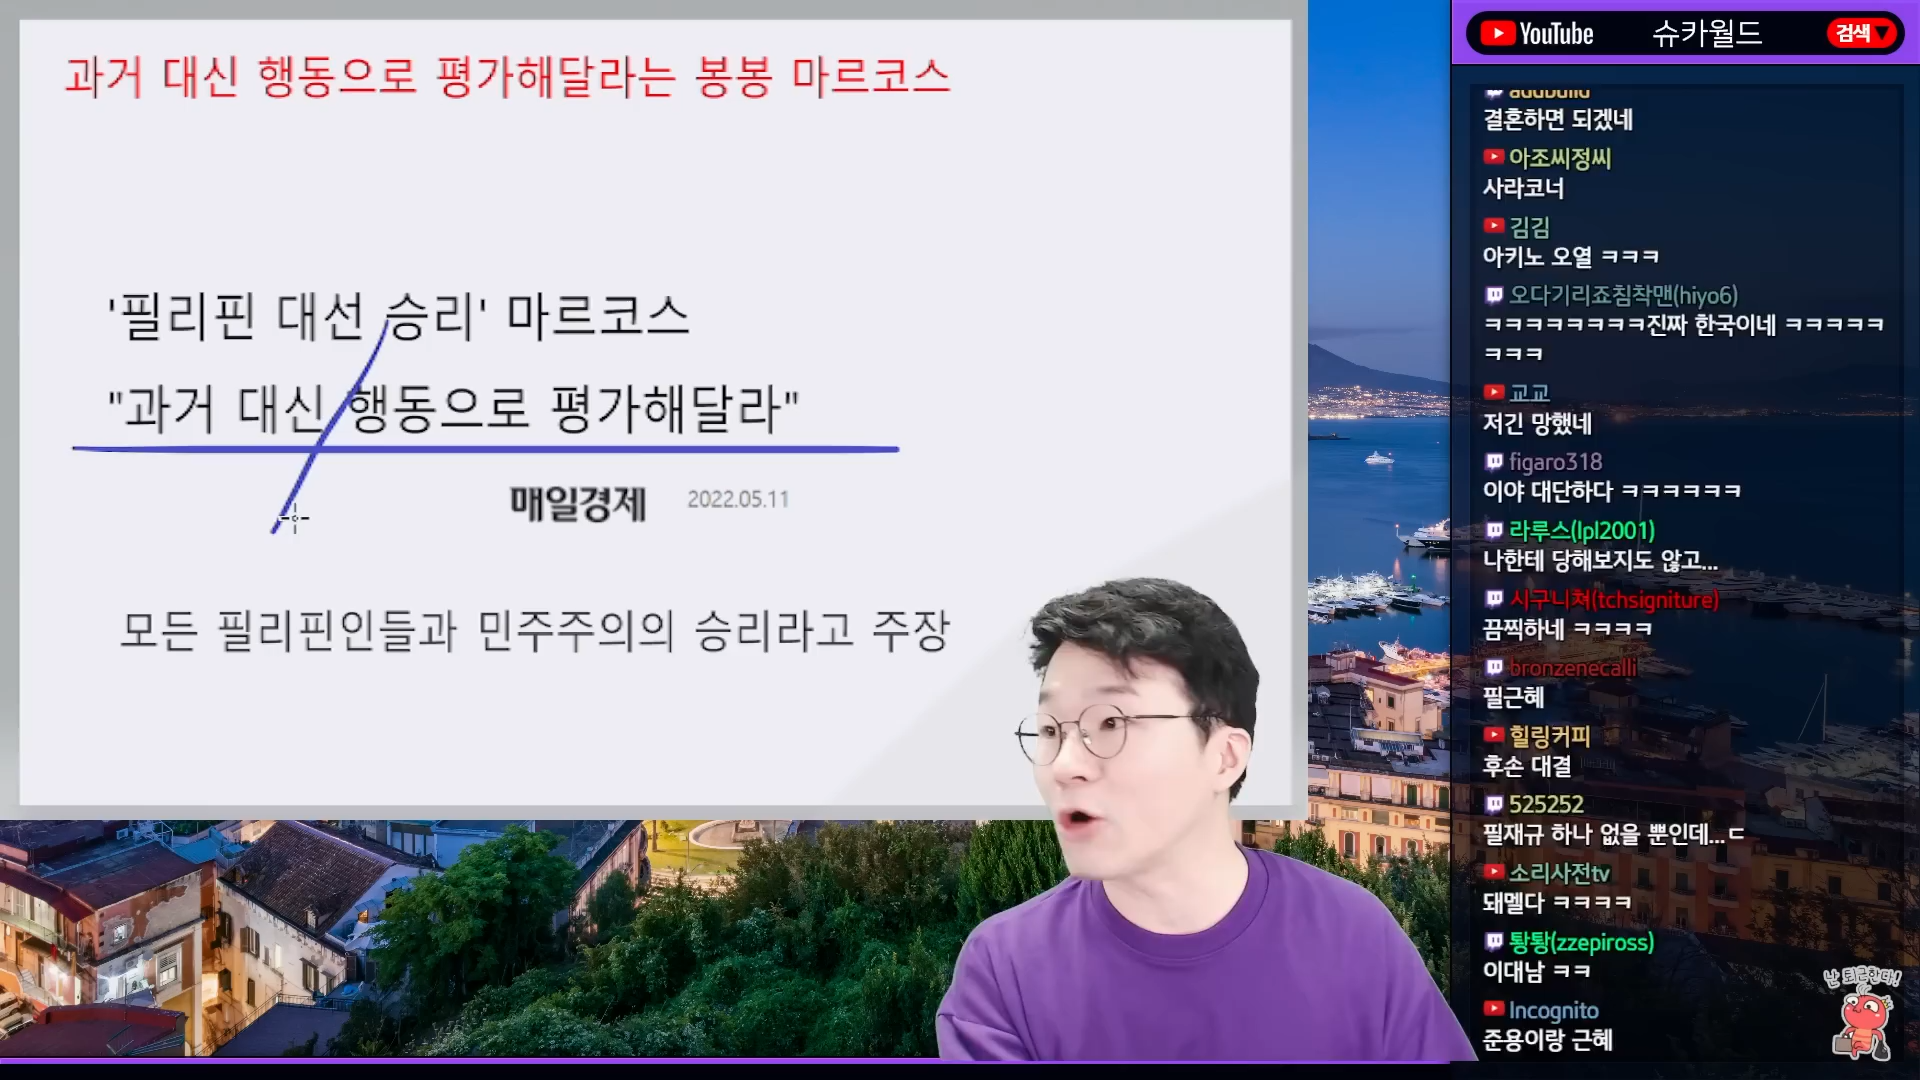 과거 대신 행동으로 평가해달라는 봉봉 마르코스
'필리핀 대선 승리' 마르코스
"과거 대신 행동으로 평가해달라"
매일경제 2022.05.11
모든 필리핀인들과 민주주의의 승리라고 주장
YouTube 슈카월드 검색
addbuild
결혼하면 되겠네
아조씨정씨
사라코너
김김
아키노 오열 ㅋㅋㅋ
오다기리죠침착맨(hiyo6)
ㅋㅋㅋㅋㅋㅋㅋㅋ진짜 한국이네 ㅋㅋㅋㅋㅋ
ㅋㅋㅋ
교교
저긴 망했네
figaro318
이야 대단하다 ㅋㅋㅋㅋㅋㅋ
라루스(lpl2001)
나한테 당해보지도 않고...
시구니쳐(tchsigniture)
끔찍하네 ㅋㅋㅋㅋ
bronzenecalli
필근혜
힐링커피
후손 대결
525252
필재규 하나 없을 뿐인데...ㄷ
소리사전tv
돼멜다 ㅋㅋㅋㅋ
퇑퇑(zzepiross)
이대남 ㅋㅋ
Incognito
준용이랑 근혜
난 퇴근한다!